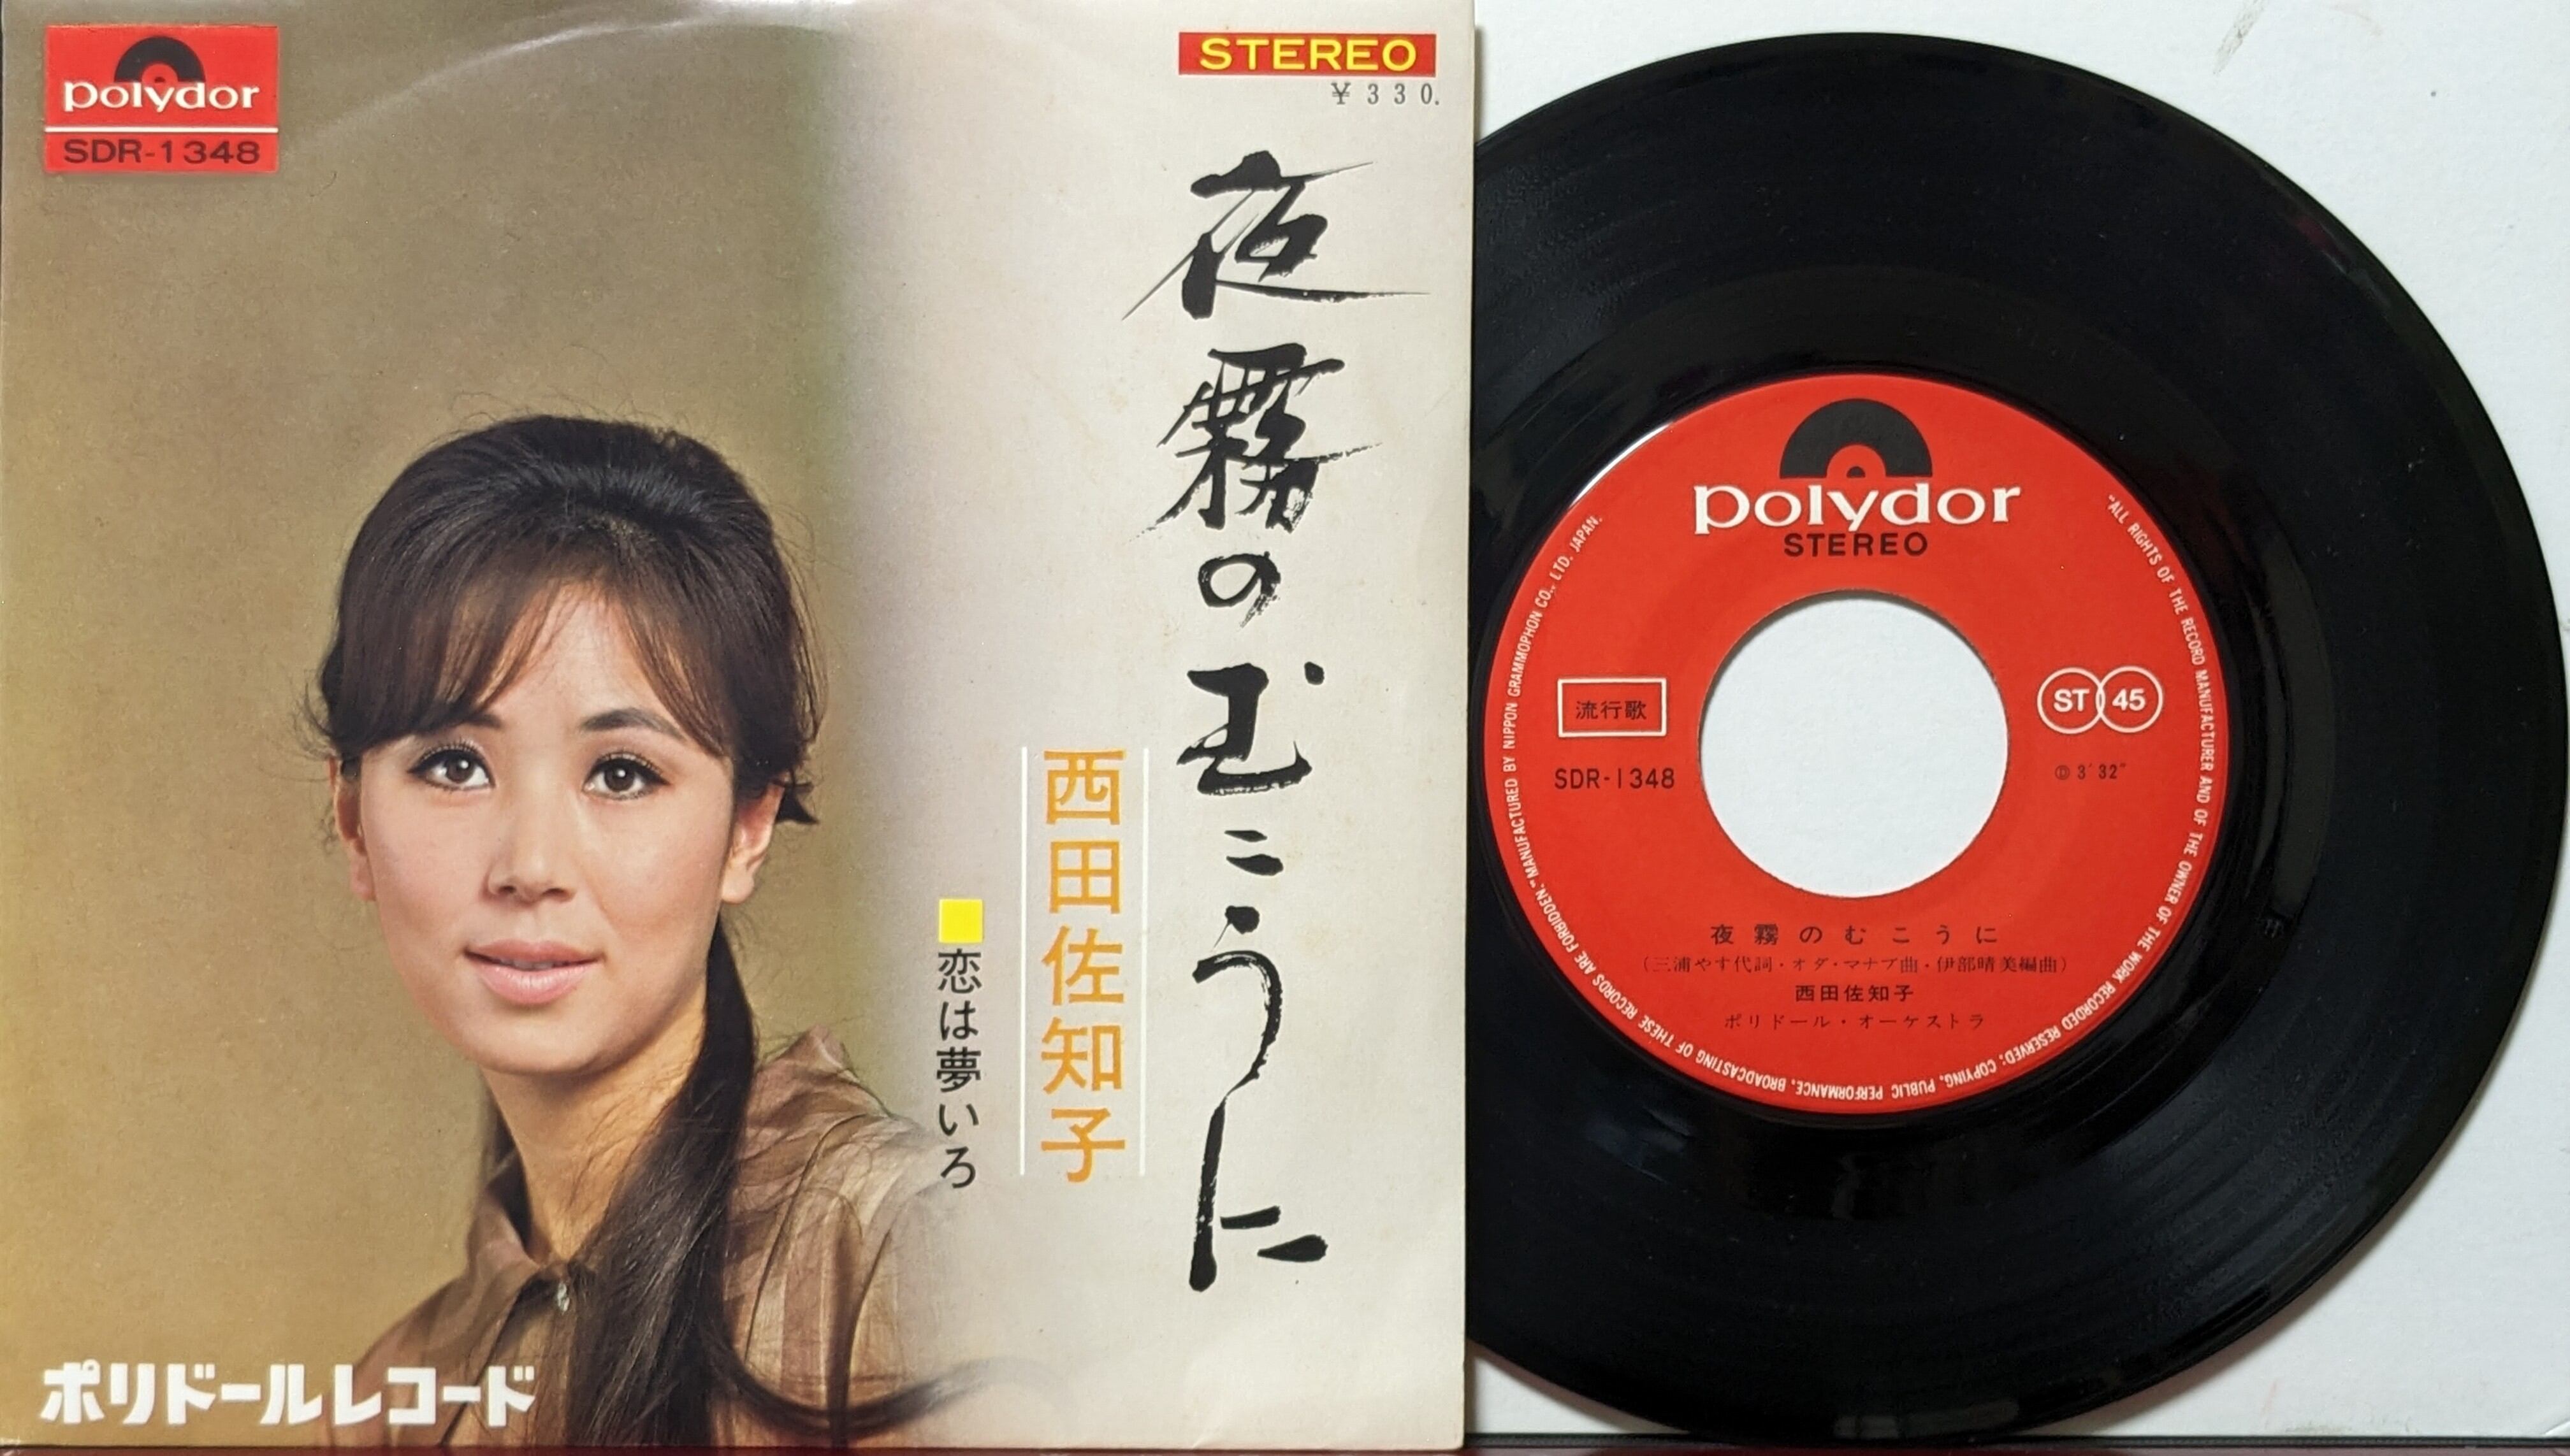 polydor
SDR-1348
STEREO
¥330.
夜霧のむこうに
西田佐知子
恋は夢いろ
ポリドールレコード
polydor
STEREO
流行歌
SDR-1348
ST 45
Ⓓ 3′32″
夜霧のむこうに
(三浦やす代詞・オダ・マナブ曲・伊部晴美編曲)
西田佐知子
ポリドール・オーケストラ
"ALL RIGHTS OF THE RECORD MANUFACTURER AND OF THE OWNER OF THE WORK RECORDED RESERVED; COPYING, PUBLIC PERFORMANCE, BROADCASTING OF THESE RECORDS ARE FORBIDDEN." MANUFACTURED BY NIPPON GRAMMOPHON CO., LTD. JAPAN.